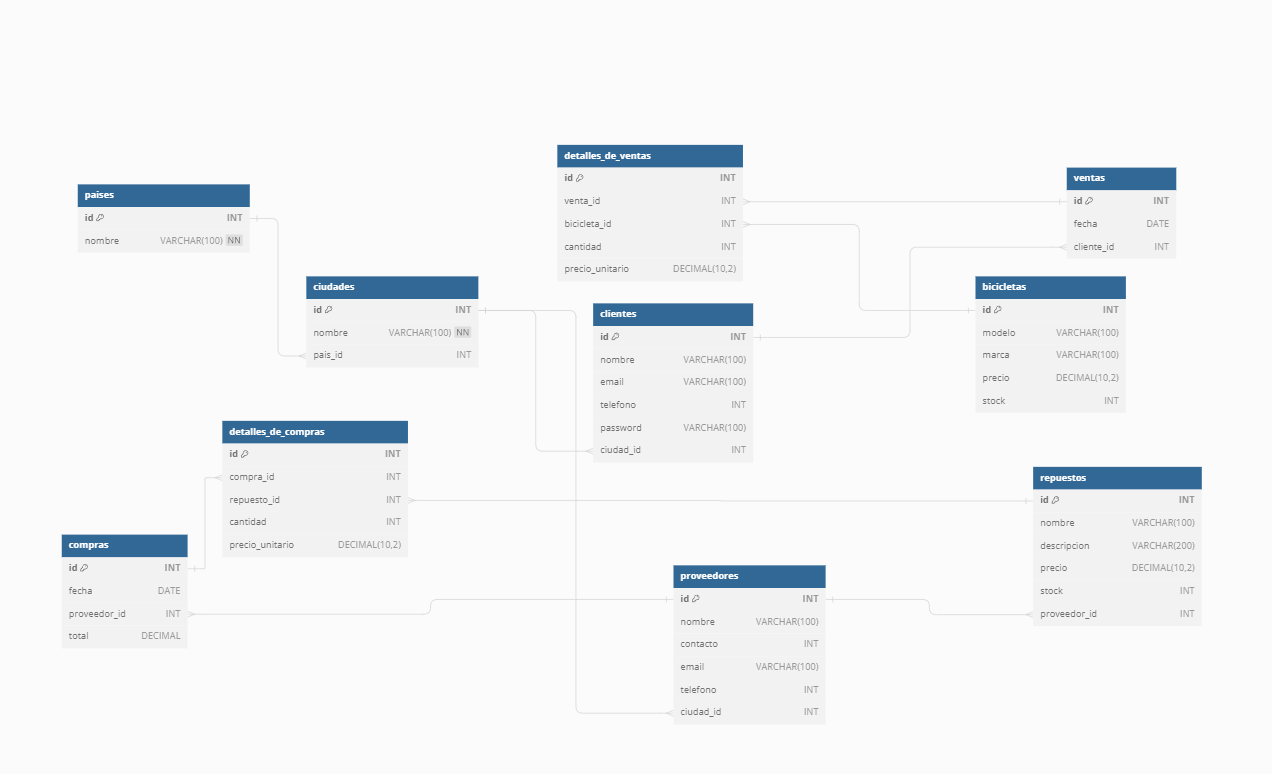 paises
id INT
nombre VARCHAR(100) NN
ciudades
id INT
nombre VARCHAR(100) NN
pais_id INT
detalles_de_ventas
id INT
venta_id INT
bicicleta_id INT
cantidad INT
precio_unitario DECIMAL(10,2)
ventas
id INT
fecha DATE
cliente_id INT
clientes
id INT
nombre VARCHAR(100)
email VARCHAR(100)
telefono INT
password VARCHAR(100)
ciudad_id INT
bicicletas
id INT
modelo VARCHAR(100)
marca VARCHAR(100)
precio DECIMAL(10,2)
stock INT
detalles_de_compras
id INT
compra_id INT
repuesto_id INT
cantidad INT
precio_unitario DECIMAL(10,2)
compras
id INT
fecha DATE
proveedor_id INT
total DECIMAL
proveedores
id INT
nombre VARCHAR(100)
contacto INT
email VARCHAR(100)
telefono INT
ciudad_id INT
repuestos
id INT
nombre VARCHAR(100)
descripcion VARCHAR(200)
precio DECIMAL(10,2)
stock INT
proveedor_id INT